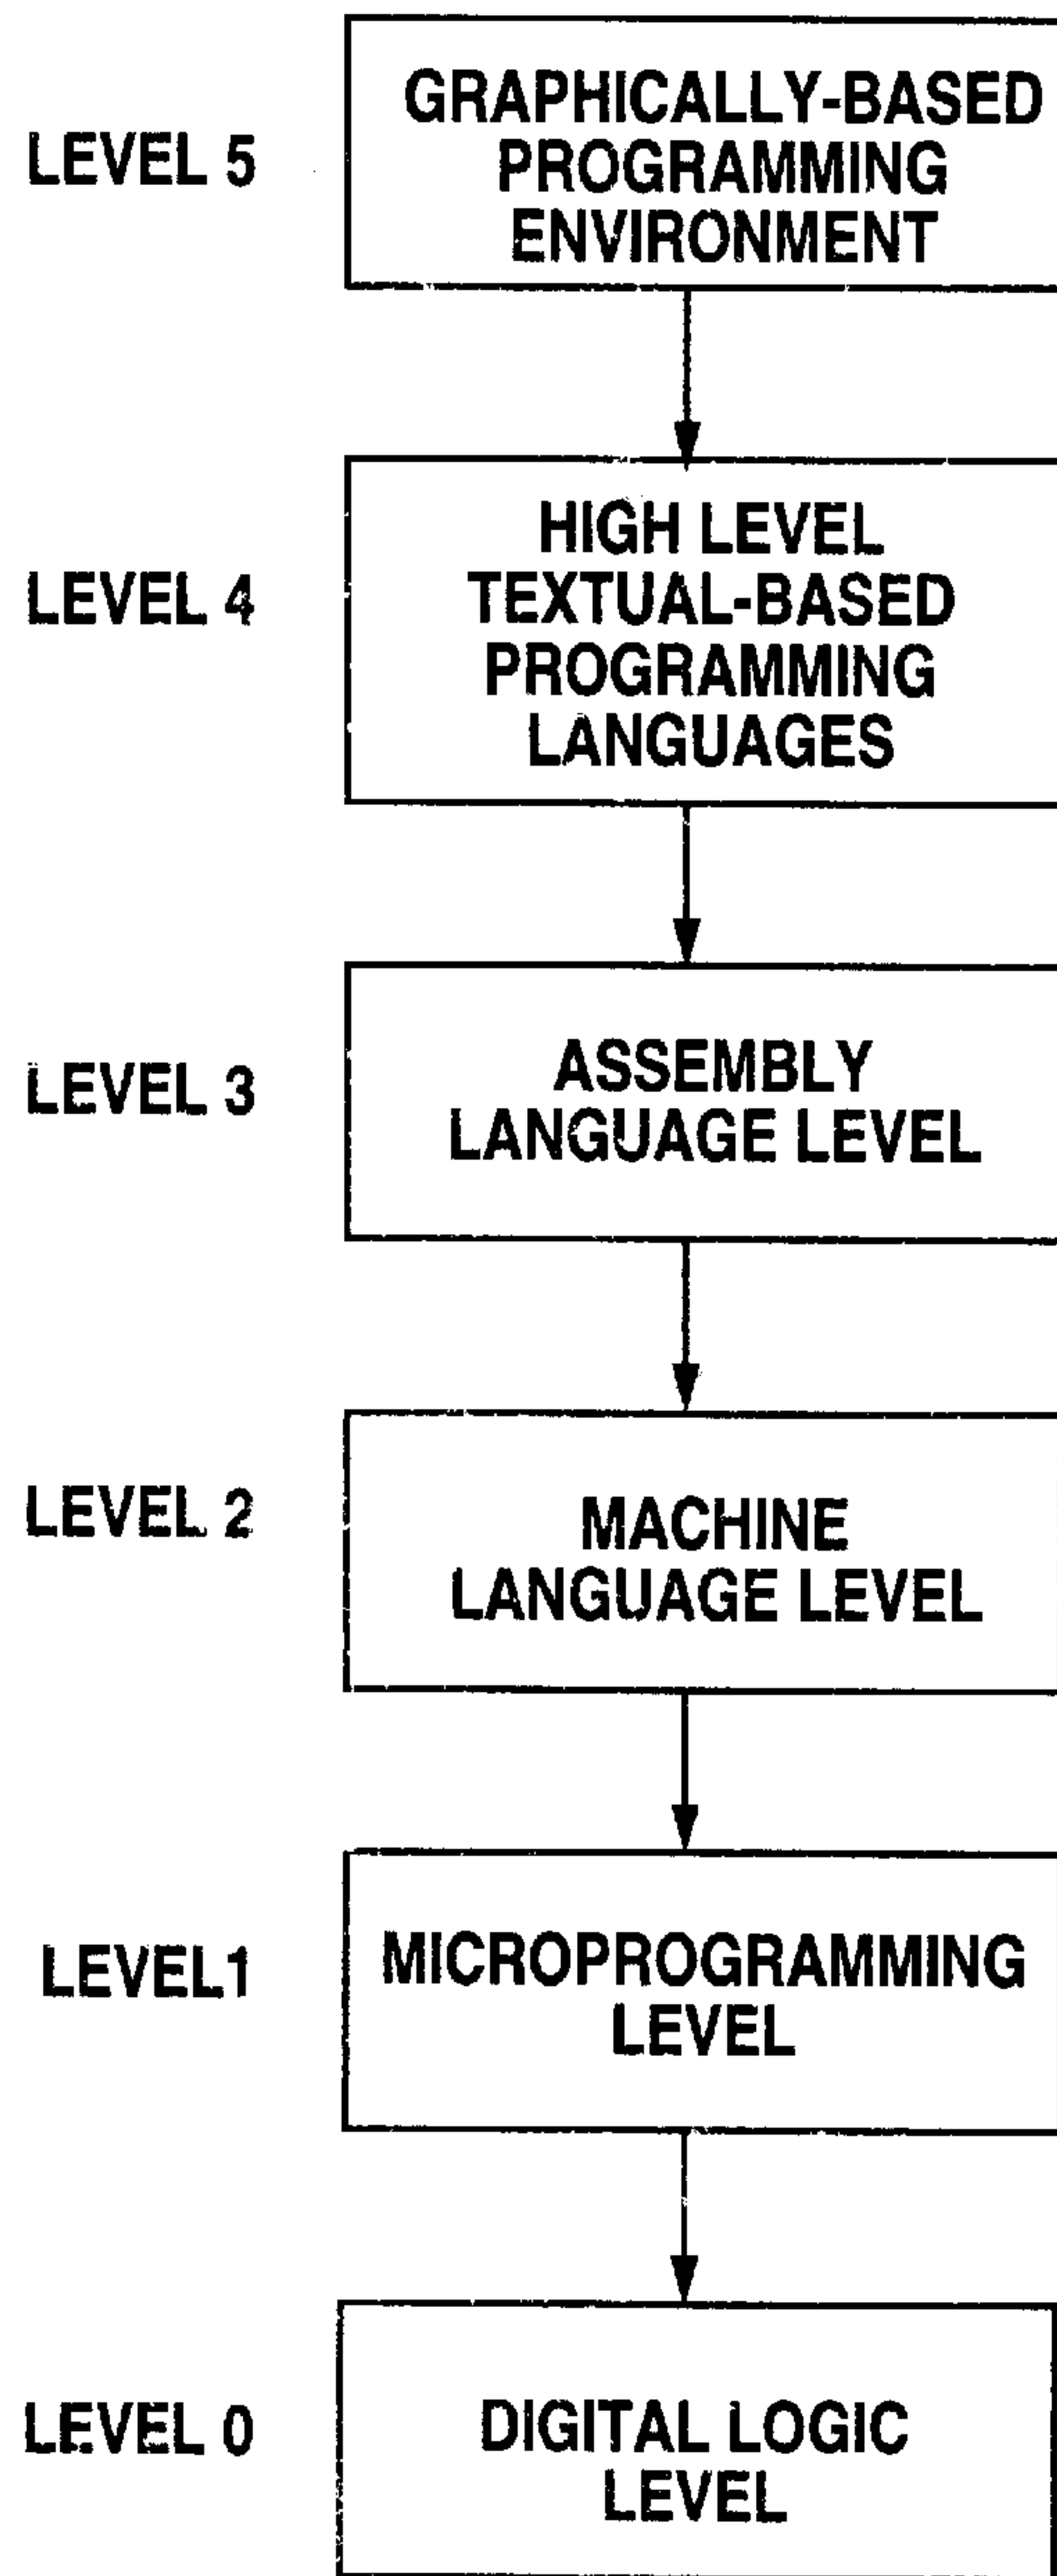 LEVEL 5
GRAPHICALLY-BASED
PROGRAMMING
ENVIRONMENT
LEVEL 4
HIGH LEVEL
TEXTUAL-BASED
PROGRAMMING
LANGUAGES
LEVEL 3
ASSEMBLY
LANGUAGE LEVEL
LEVEL 2
MACHINE
LANGUAGE LEVEL
LEVEL1
MICROPROGRAMMING
LEVEL
LEVEL 0
DIGITAL LOGIC
LEVEL